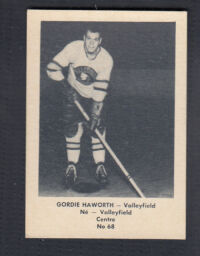 GORDIE HAWORTH — Valleyfield
Né — Valleyfield
Centre
No 68